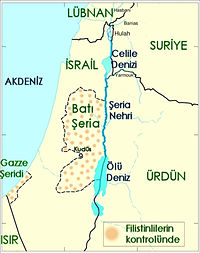 LÜBNAN
Hasbani
Banias
Hulah
SURİYE
Celile
Denizi
AKDENİZ
İSRAİL
Yarmouk
Şeria
Nehri
Batı
Şeria
Kudüs
Gazze
Şeridi
Ölü
Deniz
ÜRDÜN
ISIR
Filistinlilerin
kontrolünde